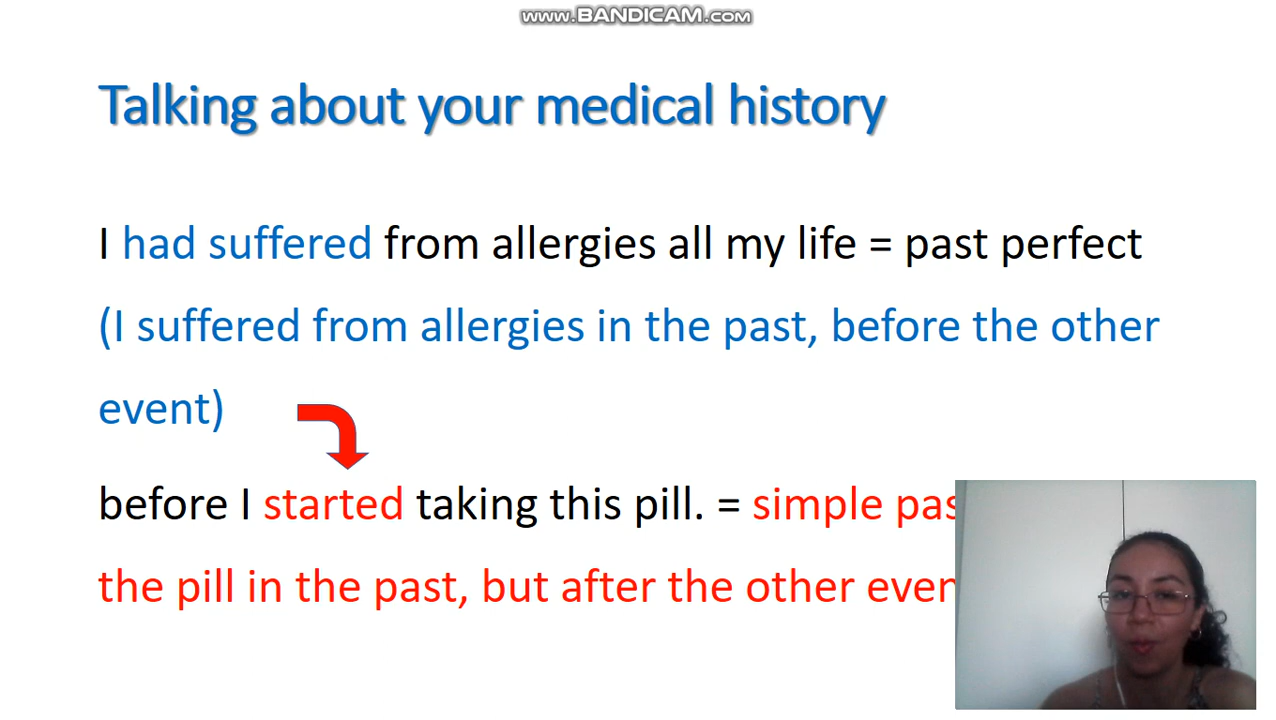 www.BANDICAM.com
Talking about your medical history
I had suffered from allergies all my life = past perfect
(I suffered from allergies in the past, before the other
event)
before I started taking this pill. = simple
the pill in the past, but after the other